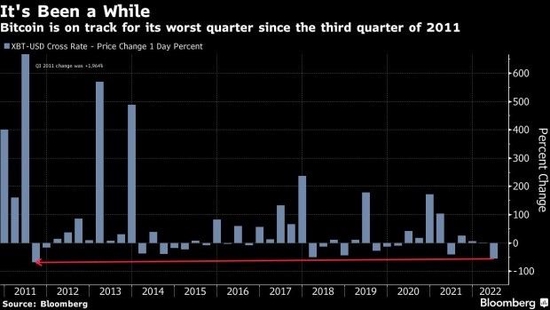 It's Been a While
Bitcoin is on track for its worst quarter since the third quarter of 2011
XBT-USD Cross Rate - Price Change 1 Day Percent
Q3 2011 change was +1,964%
600
500
400
300
200
100
0
-100
Percent Change
2011 2012 2013 2014 2015 2016 2017 2018 2019 2020 2021 2022
Source: Bloomberg
Bloomberg